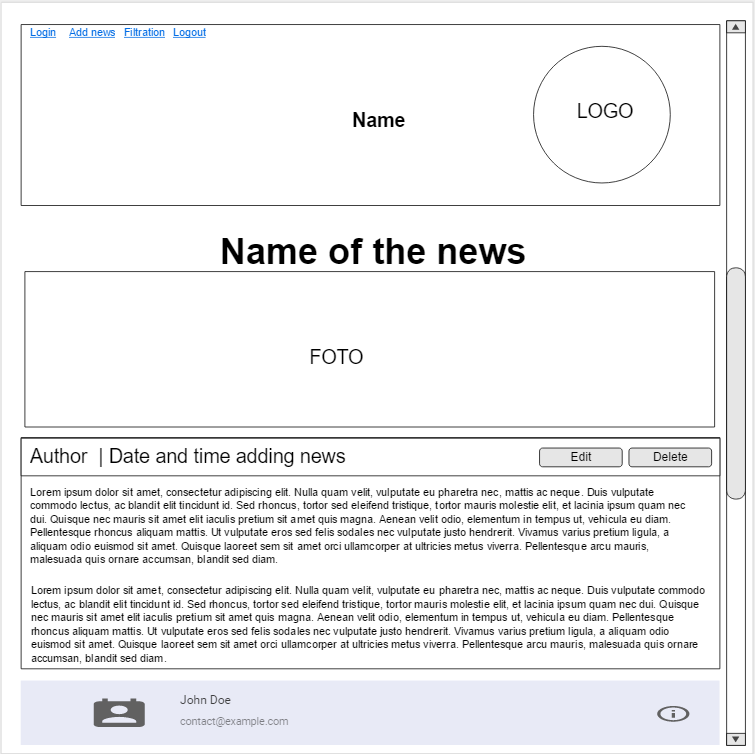 Login Add news Filtration Logout
Name
LOGO
Name of the news
FOTO
Author | Date and time adding news
Edit
Delete
Lorem ipsum dolor sit amet, consectetur adipiscing elit. Nulla quam velit, vulputate eu pharetra nec, mattis ac neque. Duis vulputate
commodo lectus, ac blandit elit tincidunt id. Sed rhoncus, tortor sed eleifend tristique, tortor mauris molestie elit, et lacinia ipsum quam nec
dui. Quisque nec mauris sit amet elit iaculis pretium sit amet quis magna. Aenean velit odio, elementum in tempus ut, vehicula eu diam.
Pellentesque rhoncus aliquam mattis. Ut vulputate eros sed felis sodales nec vulputate justo hendrerit. Vivamus varius pretium ligula, a
aliquam odio euismod sit amet. Quisque laoreet sem sit amet orci ullamcorper at ultricies metus viverra. Pellentesque arcu mauris,
malesuada quis ornare accumsan, blandit sed diam.
Lorem ipsum dolor sit amet, consectetur adipiscing elit. Nulla quam velit, vulputate eu pharetra nec, mattis ac neque. Duis vulputate commodo
lectus, ac blandit elit tincidunt id. Sed rhoncus, tortor sed eleifend tristique, tortor mauris molestie elit, et lacinia ipsum quam nec dui. Quisque
nec mauris sit amet elit iaculis pretium sit amet quis magna. Aenean velit odio, elementum in tempus ut, vehicula eu diam. Pellentesque
rhoncus aliquam mattis. Ut vulputate eros sed felis sodales nec vulputate justo hendrerit. Vivamus varius pretium ligula, a aliquam odio
euismod sit amet. Quisque laoreet sem sit amet orci ullamcorper at ultricies metus viverra. Pellentesque arcu mauris, malesuada quis ornare
accumsan, blandit sed diam.
John Doe
contact@example.com